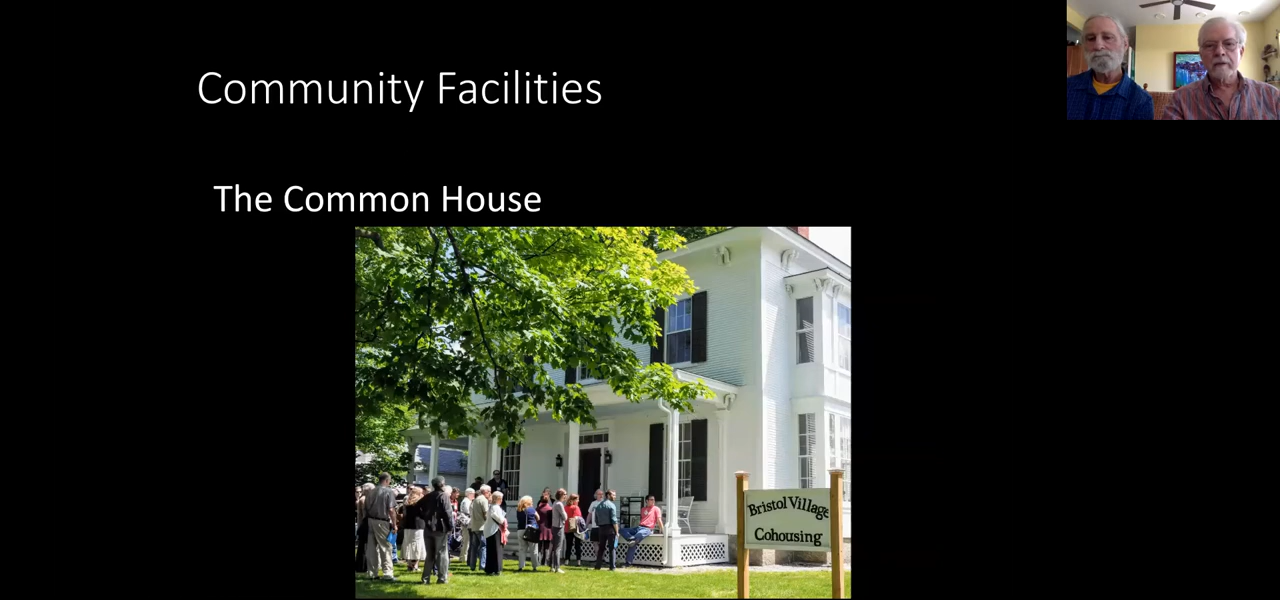 Community Facilities
The Common House
Bristol Village
Cohousing